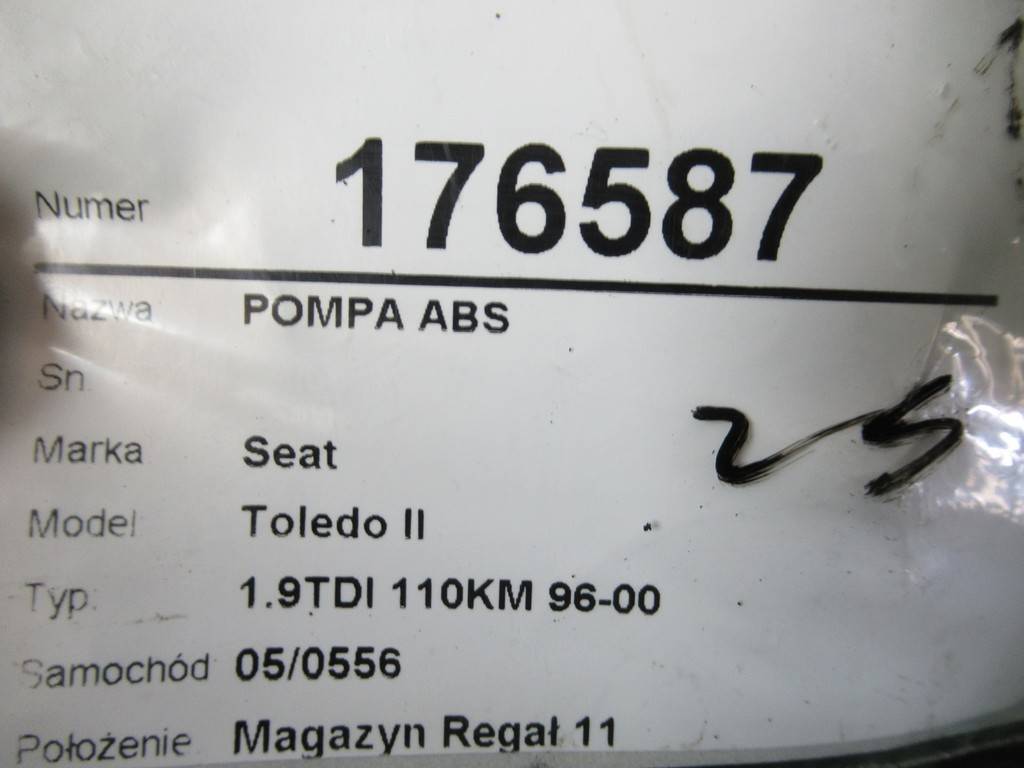 Numer 176587
Nazwa POMPA ABS
Sn.
25
Marka Seat
Model Toledo II
Typ. 1.9TDI 110KM 96-00
Samochód 05/0556
Położenie Magazyn Regał 11